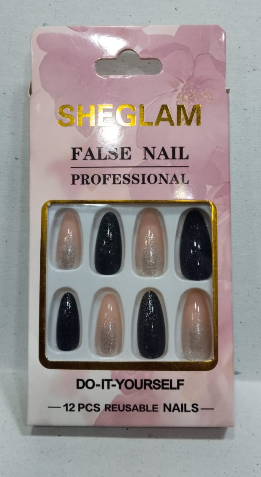 SHEGLAM
FALSE NAIL
PROFESSIONAL
DO-IT-YOURSELF
12 PCS REUSABLE NAILS